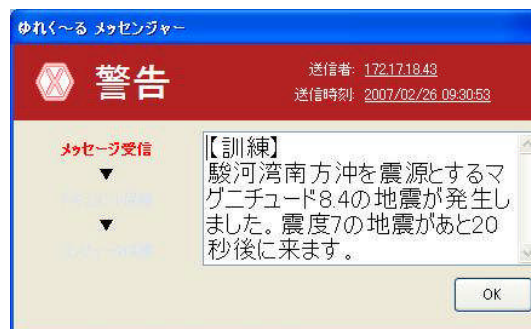 ゆれく～る メッセンジャー
警告
送信者: 172.17.18.43
送信時刻: 2007/02/26 09:30:53
メッセージ受信
▼
▼
【訓練】
駿河湾南方沖を震源とするマ
グニチュード8.4の地震が発生し
ました。震度7の地震があと20
秒後に来ます。
OK